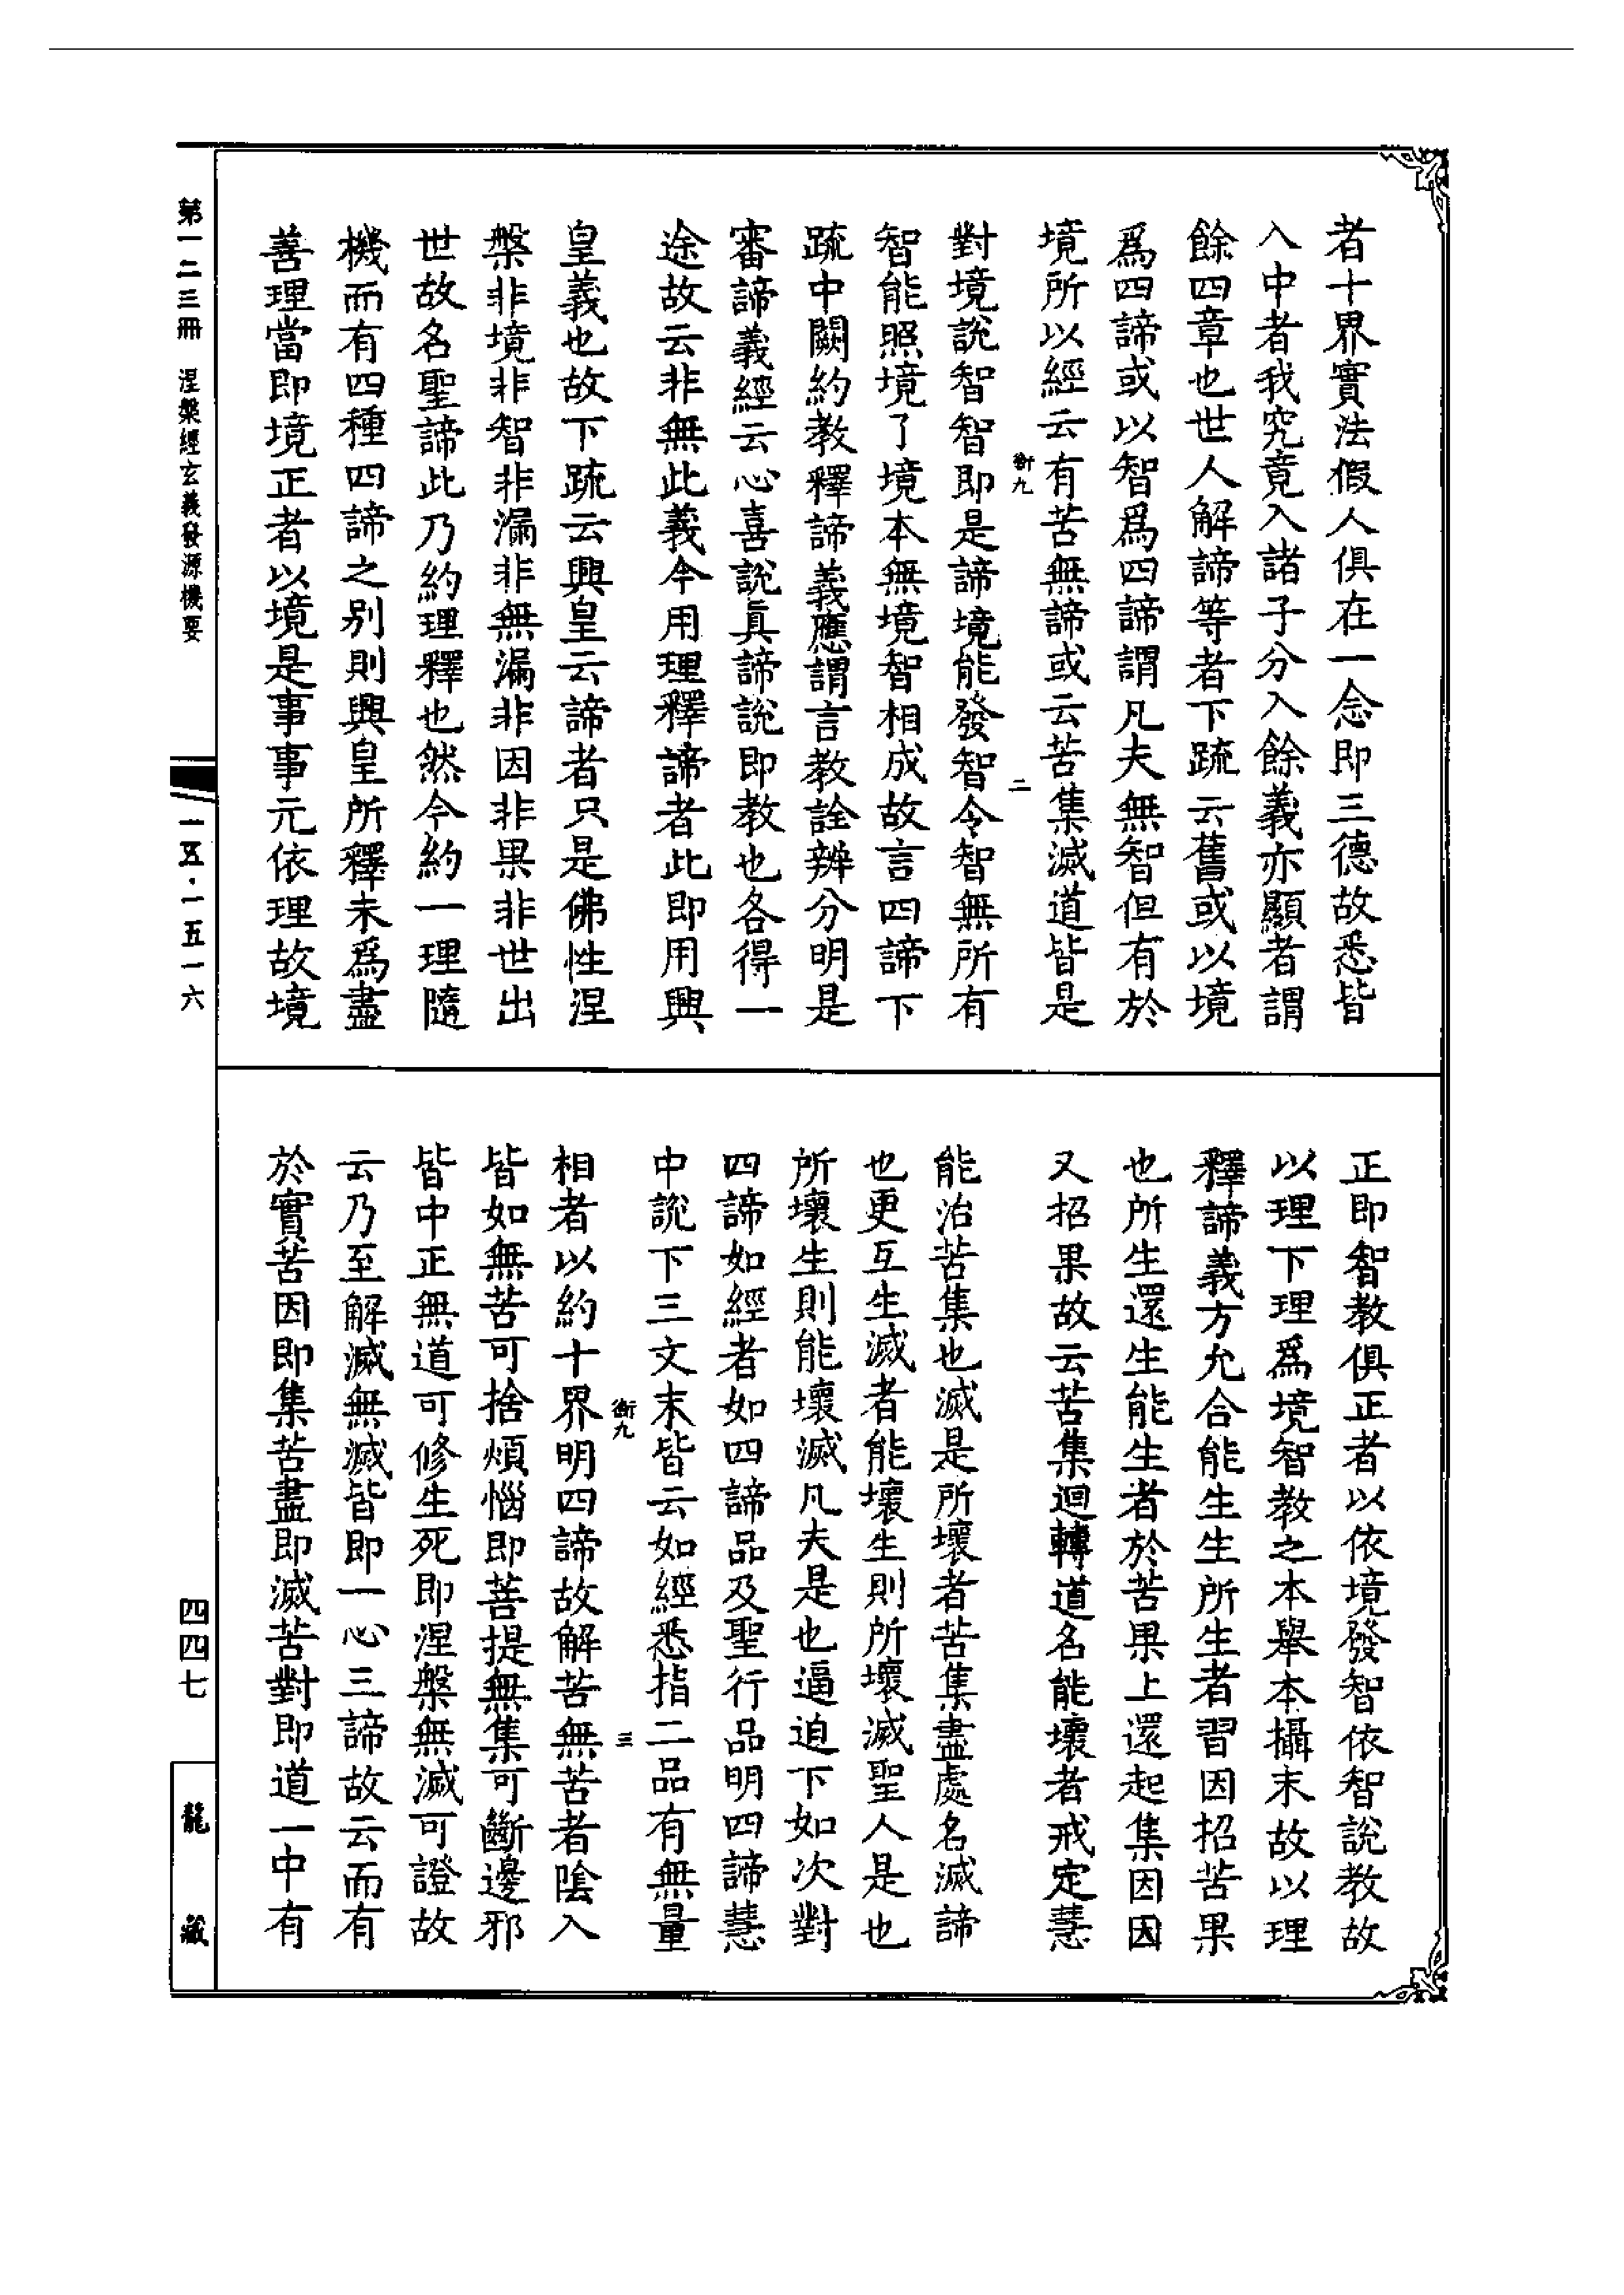 者十界實法假人俱在一念即三德故悉皆
入中者我究竟入諸子分入餘義亦顯者謂
餘四章也世人解諦等者下疏云舊或以境
爲四諦或以智爲四諦謂凡夫無智但有於
境所以經云有苦無諦或云苦集滅道皆是
衡九
二
對境說智智即是諦境能發智令智無所有
智能照境了境本無境智相成故言四諦下
疏中闕約教釋諦義應謂言教詮辨分明是
審諦義經云心喜說真諦說即教也各得一
途故云非無此義今用理釋諦者此即用興
皇義也故下疏云興皇云諦者只是佛性涅
槃非境非智非漏非無漏非因非果非世出
世故名聖諦此乃約理釋也然今約一理隨
機而有四種四諦之別則興皇所釋未爲盡
善理當即境正者以境是事事元依理故境
正即智教俱正者以依境發智依智說教故
以理下理爲境智教之本舉本攝末故以理
釋諦義方允合能生生所生者習因招苦果
也所生還生能生者於苦果上還起集因因
又招果故云苦集迴轉道名能壞者戒定慧
能治苦集也滅是所壞者苦集盡處名滅諦
也更互生滅者能壞生則所壞滅聖人是也
所壞生則能壞滅凡夫是也逼迫下如次對
四諦如經者如四諦品及聖行品明四諦慧
中說下三文末皆云如經悉指二品有無量
衡九
三
相者以約十界明四諦故解苦無苦者陰入
皆如無苦可捨煩惱即菩提無集可斷邊邪
皆中正無道可修生死即涅槃無滅可證故
云乃至解滅無滅皆即一心三諦故云而有
於實苦因即集苦盡即滅苦對即道一中有
第一二三冊 涅槃經玄義發源機要
一五·一五一六
四四七
龍藏